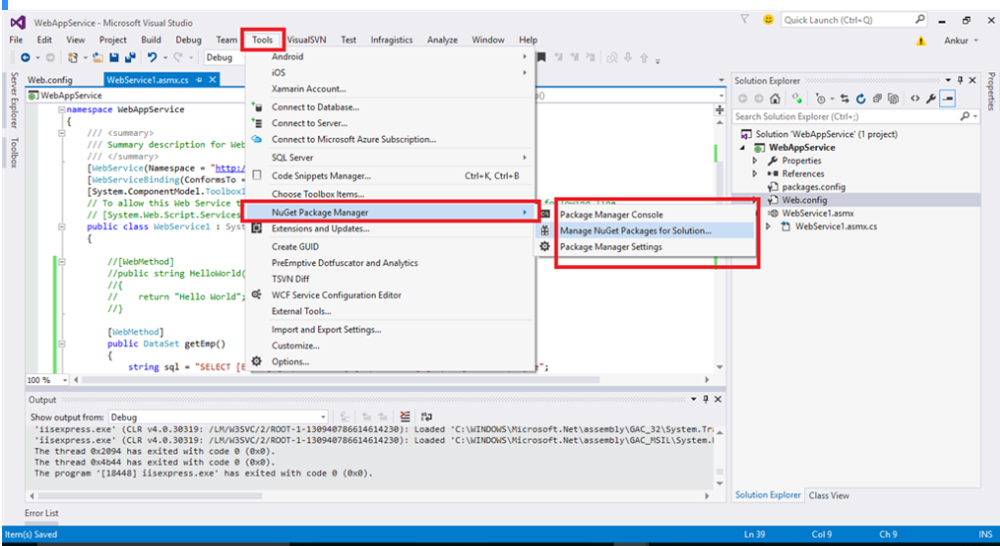 WebAppService - Microsoft Visual Studio
Quick Launch (Ctrl+Q)
File Edit View Project Build Debug Team Tools VisualSVN Test Infragistics Analyze Window Help
Ankur
Debug
Server Explorer
Toolbox
Web.config WebService1.asmx.cs
WebAppService
namespace WebAppService
{
/// <summary>
/// Summary description for Web
/// </summary>
[WebService(Namespace = "http:/
[WebServiceBinding(ConformsTo =
[System.ComponentModel.Toolbox
// To allow this Web Service t
following line
// [System.Web.Script.Services
public class WebService1 : Syst
{
//[WebMethod]
//public string HelloWorld(
//{
// return "Hello World";
//}
[WebMethod]
public DataSet getEmp()
{
string sql = "SELECT [E
";
100 %
Android
iOS
Xamarin Account...
Connect to Database...
Connect to Server...
Connect to Microsoft Azure Subscription...
SQL Server
Code Snippets Manager... Ctrl+K, Ctrl+B
Choose Toolbox Items...
NuGet Package Manager
Extensions and Updates...
Create GUID
PreEmptive Dotfuscator and Analytics
TSVN Diff
WCF Service Configuration Editor
External Tools...
Import and Export Settings...
Customize...
Options...
Package Manager Console
Manage NuGet Packages for Solution...
Package Manager Settings
Solution Explorer
Search Solution Explorer (Ctrl+;)
Solution 'WebAppService' (1 project)
WebAppService
Properties
References
packages.config
Web.config
WebService1.asmx
WebService1.asmx.cs
Solution Explorer Class View
Properties
Output
Show output from: Debug
'iisexpress.exe' (CLR v4.0.30319: /LM/W3SVC/2/ROOT-1-130940786614614230): Loaded 'C:\WINDOWS\Microsoft.Net\assembly\GAC_32\System.Tr
'iisexpress.exe' (CLR v4.0.30319: /LM/W3SVC/2/ROOT-1-130940786614614230): Loaded 'C:\WINDOWS\Microsoft.Net\assembly\GAC_MSIL\System.
The thread 0x2094 has exited with code 0 (0x0).
The thread 0x4b44 has exited with code 0 (0x0).
The program '[18448] iisexpress.exe' has exited with code 0 (0x0).
Error List
Item(s) Saved Ln 39 Col 9 Ch 9 INS